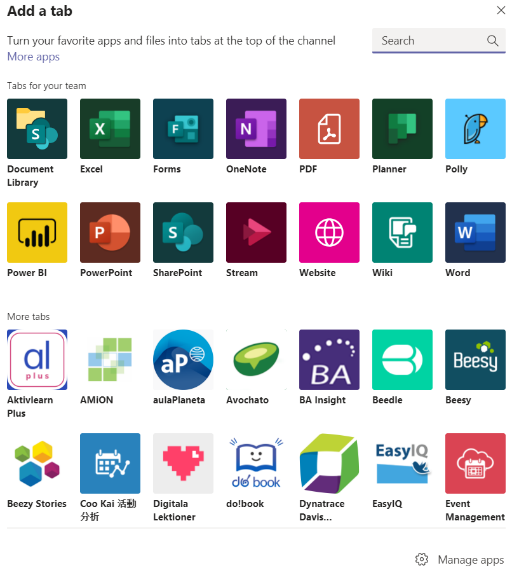 Add a tab
Turn your favorite apps and files into tabs at the top of the channel
Search
More apps
Tabs for your team
S X F N P W
Document Library
Excel
Forms
OneNote
PDF
Planner
Polly
Power BI
PowerPoint
SharePoint
Stream
Website
Wiki
Word
More tabs
al plus
aP
BA
Beesy
Aktivlearn Plus
AMiON
aulaPlaneta
Avochato
BA Insight
Beedle
Beesy
do! book
EasyIQ
Beezy Stories
Coo Kai 活動
分析
Digitala
Lektioner
do!book
Dynatrace
Davis...
EasyIQ
Event
Management
Manage apps